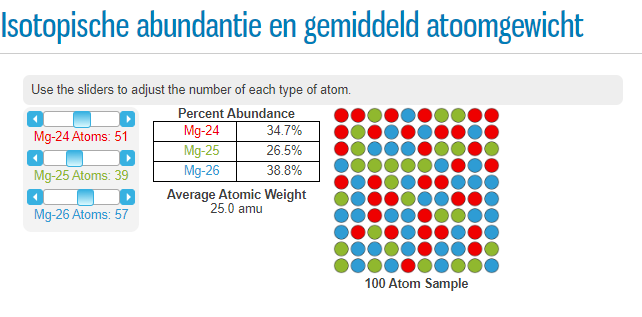 Isotopische abundantie en gemiddeld atoomgewicht
Use the sliders to adjust the number of each type of atom.
Mg-24 Atoms: 51
Mg-25 Atoms: 39
Mg-26 Atoms: 57
Percent Abundance
Mg-24 34.7%
Mg-25 26.5%
Mg-26 38.8%
Average Atomic Weight
25.0 amu
100 Atom Sample